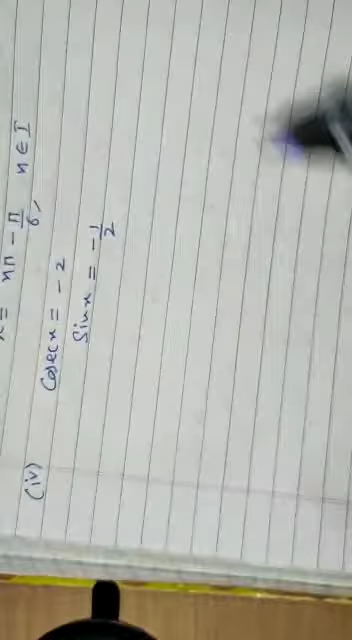 x = nπ - π/6, n ∈ I
(iv) Cosec x = - 2
Sin x = - 1/2